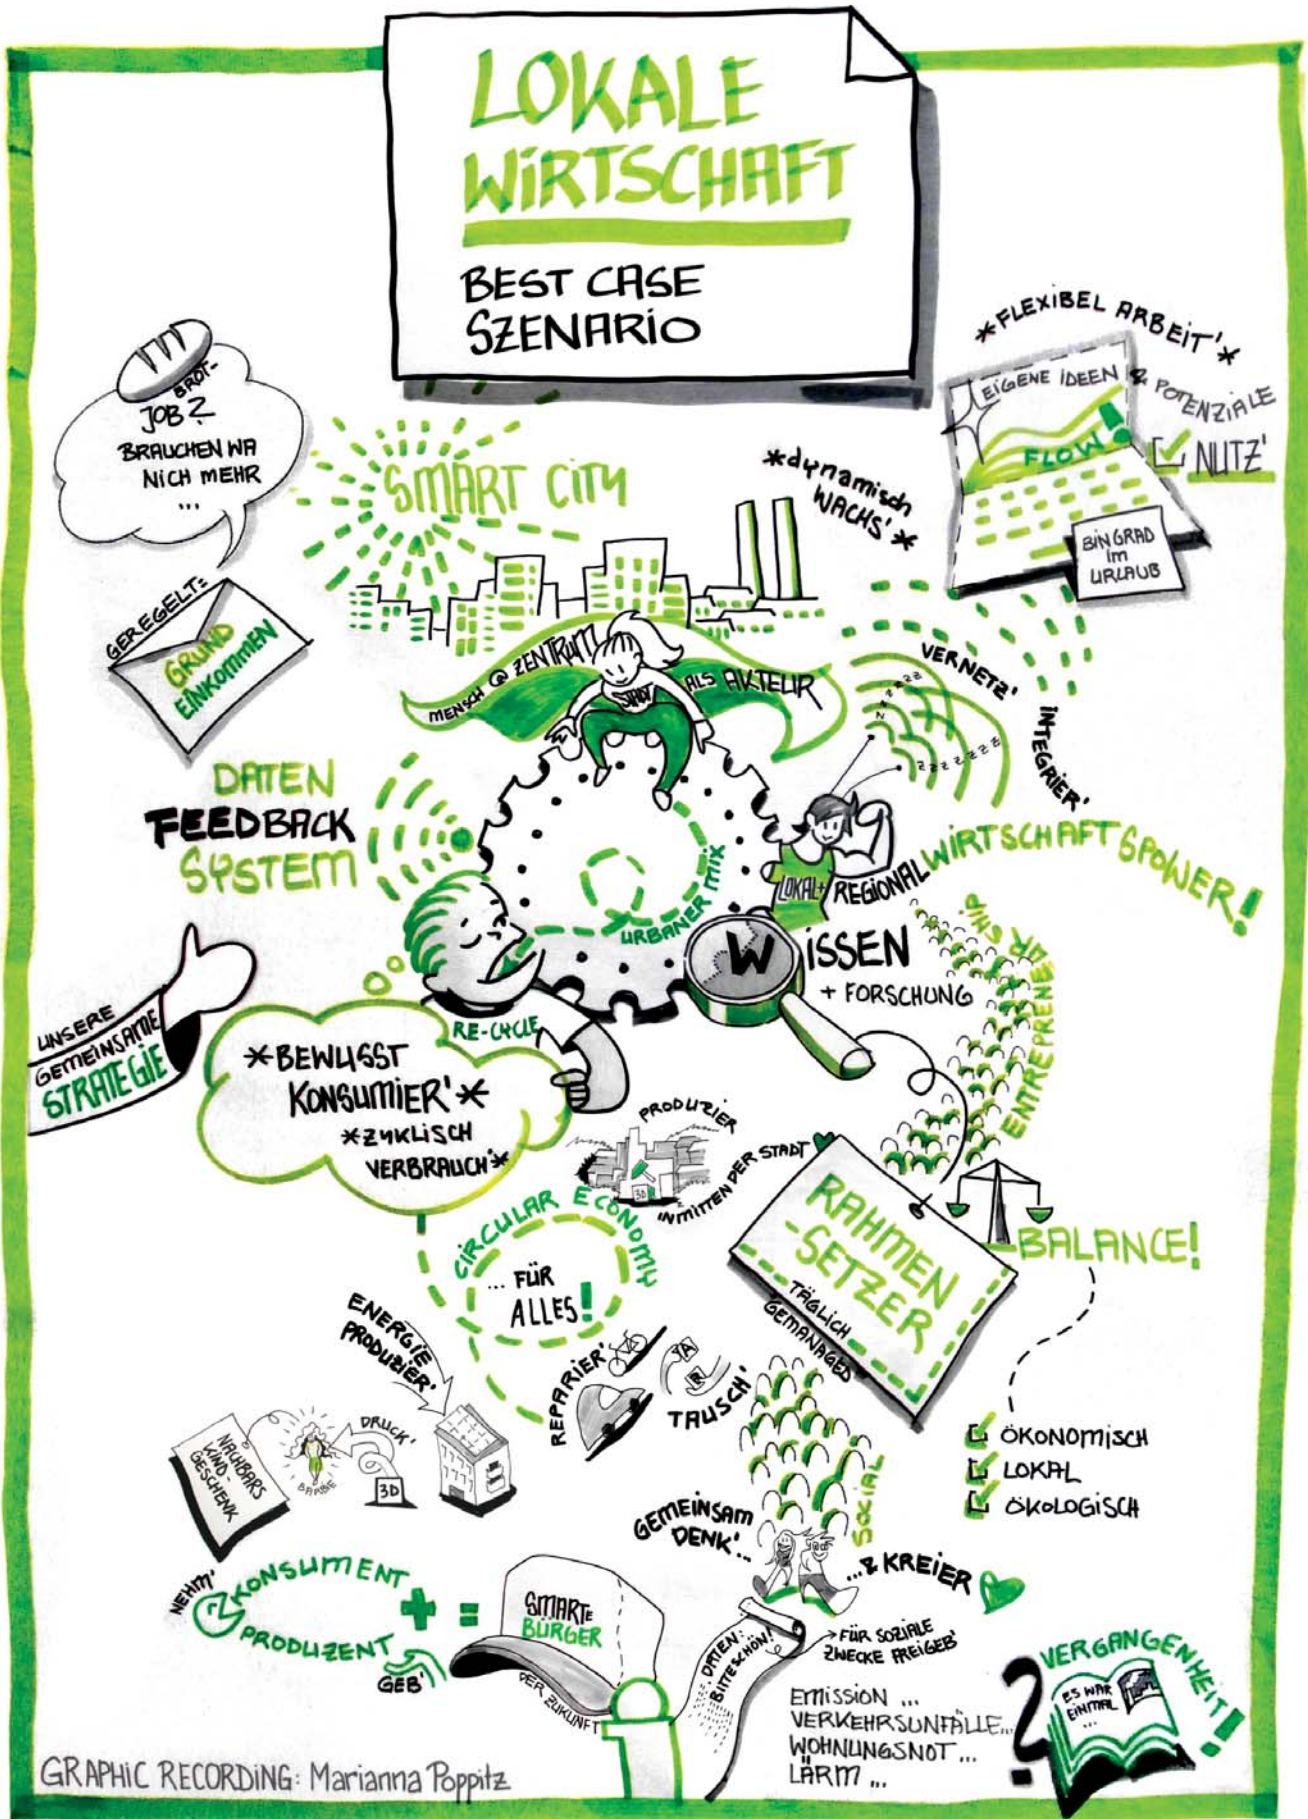 LOKALE
WIRTSCHAFT
BEST CASE
SZENARIO
BROT-
JOB?
BRAUCHEN WA
NICH MEHR
...
GEREGELT:
GRUND
EINKOMMEN
SMART CITY
*dynamisch
WACHS'*
*FLEXIBEL ARBEIT'*
EIGENE IDEEN & POTENZIALE
FLOW!
NUTZ'
BIN GRAD
im
URLAUB
MENSCH @ ZENTRUM
STADT
ALS AKTEUR
VERNETZ'
INTEGRIER'
z z z z z
z z z z z z z
DATEN
FEEDBACK
SYSTEM
URBANER MIX
LOKAL+
REGIONAL
WIRTSCHAFTSPOWER!
WISSEN
+ FORSCHUNG
ENTREPRENEURSHIP
UNSERE
GEMEINSAME
STRATEGIE
RE-CYCLE
*BEWUSST
KONSUMIER'*
*ZYKLISCH
VERBRAUCH'*
PRODUZIER
3D
INMITTEN DER STADT
CIRCULAR ECONOMY
... FÜR
ALLES!
RAHMEN
-SETZER
TÄGLICH
GEMANAGED
BALANCE!
ÖKONOMISCH
LOKAL
ÖKOLOGISCH
ENERGIE
PRODUZIER'
REPARIER'
TAUSCH'
NACHBARS
KIND-
GESCHENK
BARBIE
DRUCK'
3D
SOCIAL
GEMEINSAM
DENK'...
...& KREIER
NEHM'
KONSUMENT
PRODUZENT
GEB'
+ =
SMARTE
BÜRGER
DER ZUKUNFT
DATEN:
BITTESCHÖN!
FÜR SOZIALE
ZWECKE FREIGEB'
EMISSION ...
VERKEHRSUNFÄLLE...
WOHNUNGSNOT ...
LÄRM ...
?
VERGANGENHEIT!
ES WAR
EINMAL
...
GRAPHIC RECORDING: Marianna Poppitz